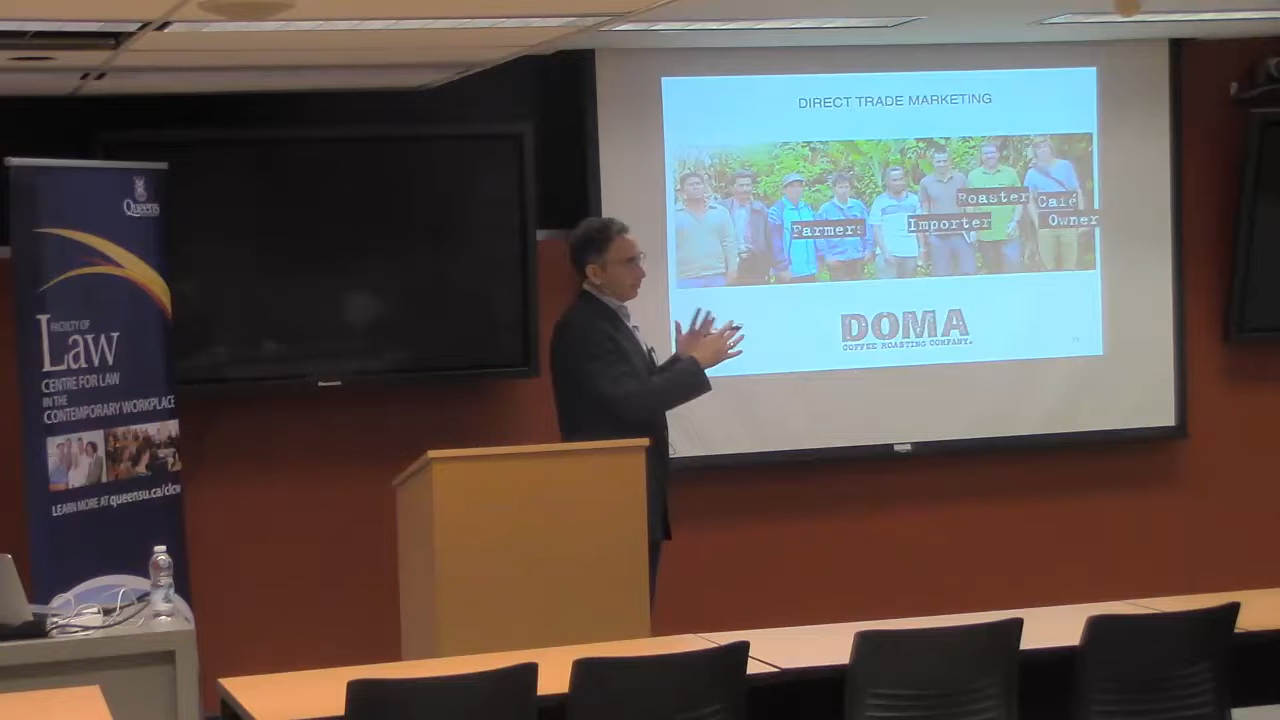 Queen's
FACULTY OF
Law
CENTRE FOR LAW
IN THE
CONTEMPORARY WORKPLACE
LEARN MORE AT queensu.ca/clcw
DIRECT TRADE MARKETING
Farmers
Importer
Roaster
Café
Owner
DOMA
COFFEE ROASTING COMPANY